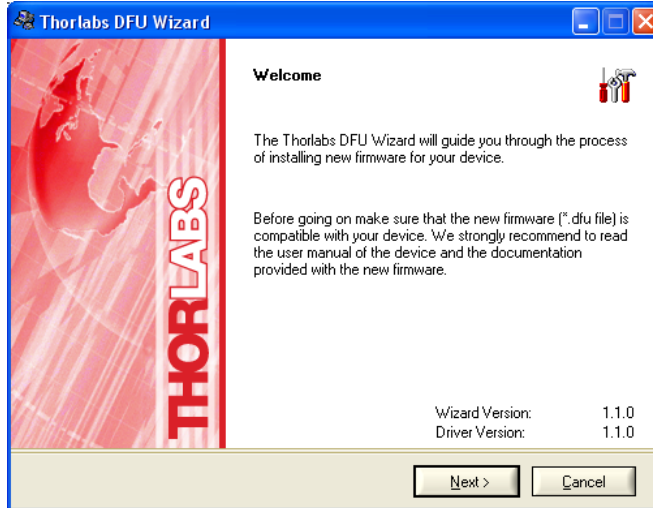 Thorlabs DFU Wizard
Welcome
The Thorlabs DFU Wizard will guide you through the process
of installing new firmware for your device.
Before going on make sure that the new firmware (*.dfu file) is
compatible with your device. We strongly recommend to read
the user manual of the device and the documentation
provided with the new firmware.
THORLABS
Wizard Version: 1.1.0
Driver Version: 1.1.0
Next >
Cancel